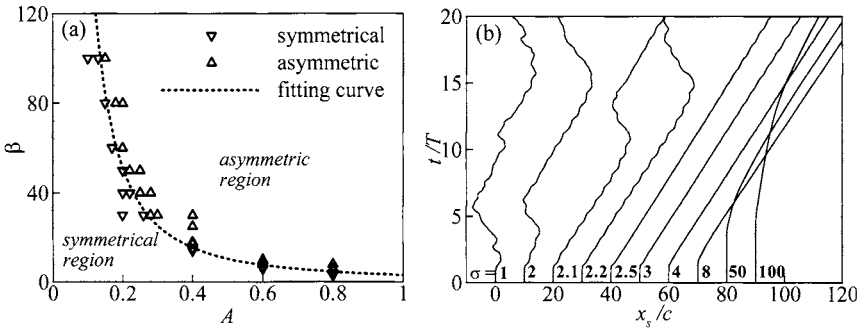 (a)
120
80
40
0
β
symmetrical
asymmetric
fitting curve
asymmetric
region
symmetrical
region
0.2
0.4
0.6
0.8
1
A
(b)
20
15
10
5
0
t/T
σ = 1 2 2.1 2.2 2.5 3 4 8 50 100
0 20 40 60 80 100 120
x_s/c